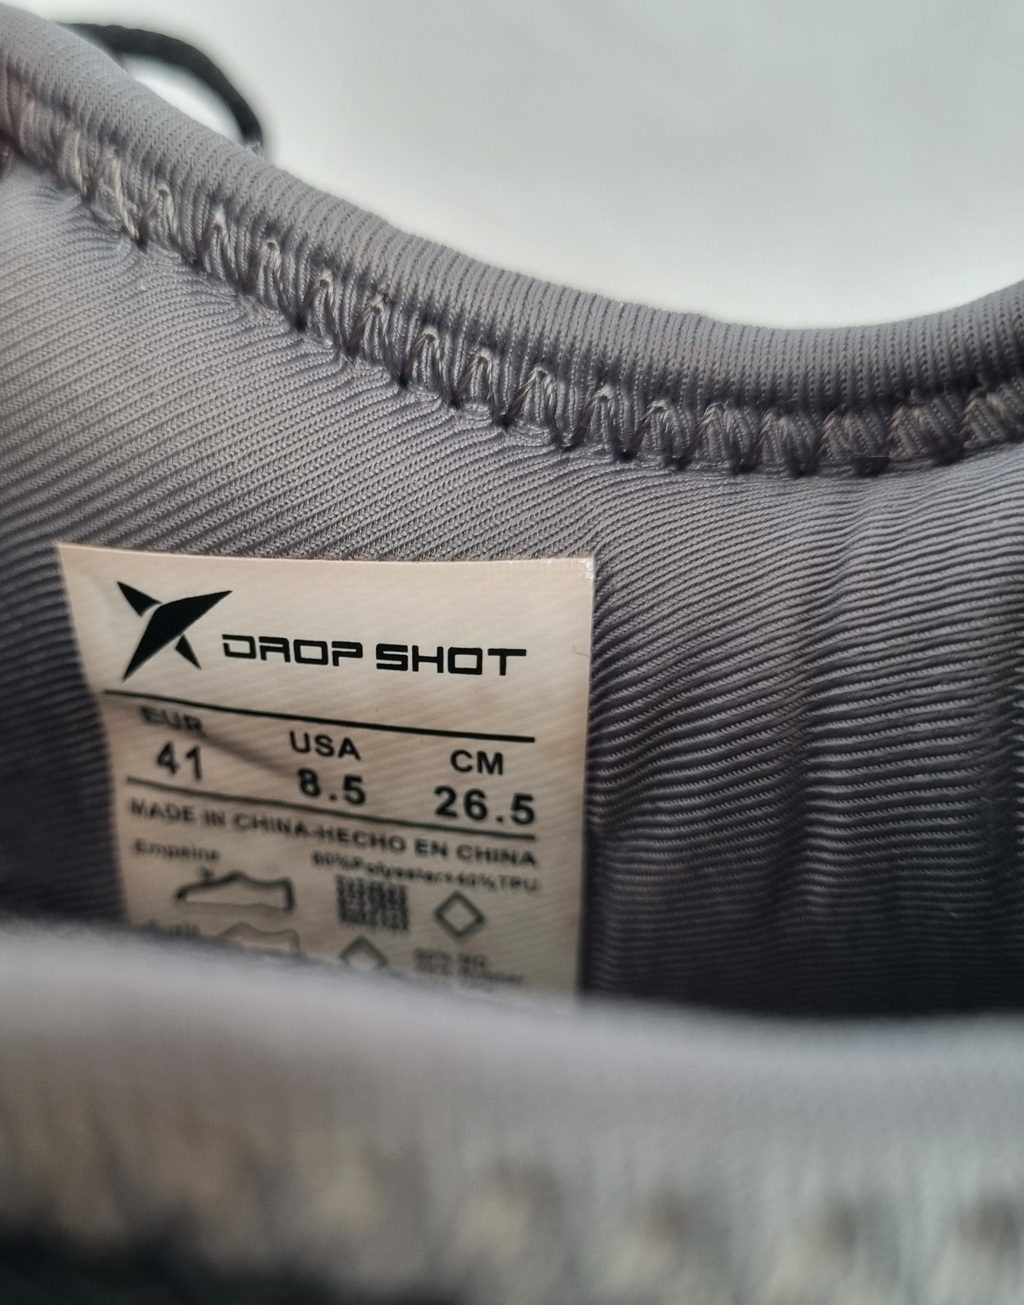 DROP SHOT
EUR USA CM
41 8.5 26.5
MADE IN CHINA-HECHO EN CHINA
Empeine 60%Polyester+40%TPU